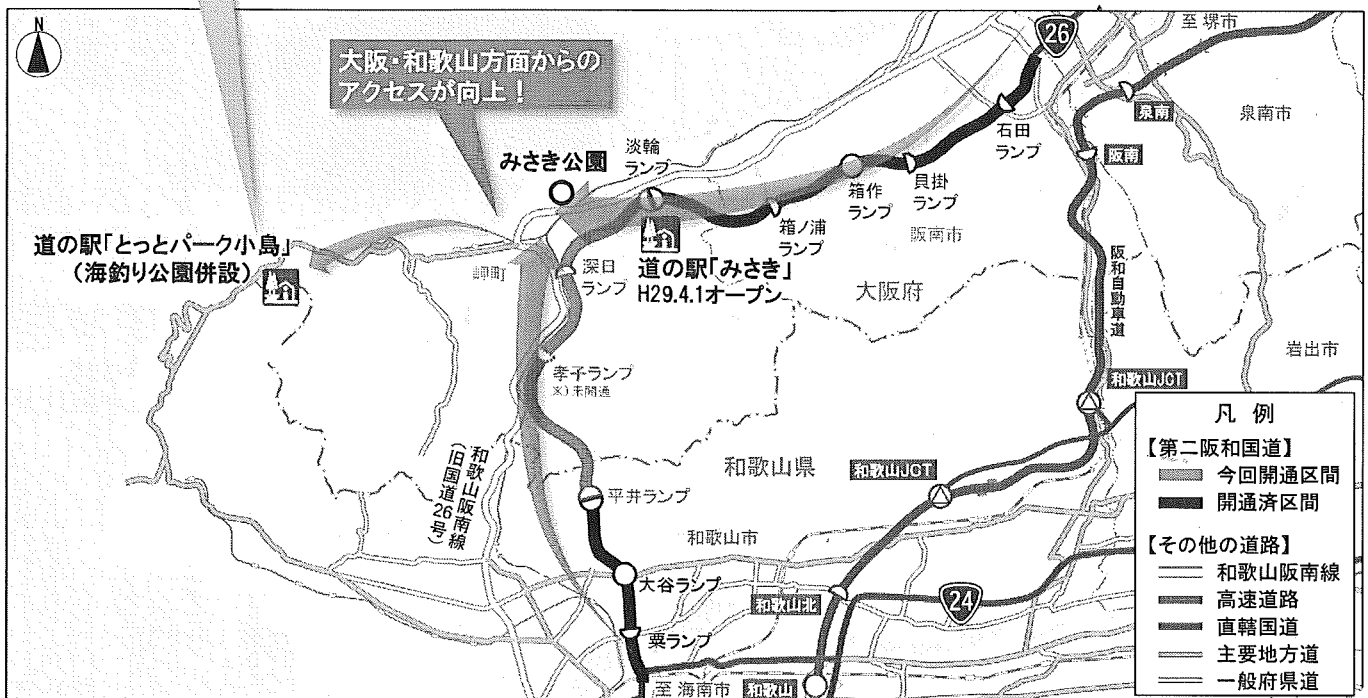 N
大阪・和歌山方面からの
アクセスが向上！
26
至 堺市
泉南
泉南市
石田
ランプ
阪南
淡輪
ランプ
みさき公園
箱作
ランプ
貝掛
ランプ
箱ノ浦
ランプ
阪南市
道の駅「とっとパーク小島」
（海釣り公園併設）
岬町
深日
ランプ
道の駅「みさき」
H29.4.1オープン
大阪府
阪和自動車道
岩出市
孝子ランプ
※)未開通
和歌山JCT
和歌山阪南線
（旧国道26号）
和歌山県
和歌山JCT
平井ランプ
和歌山市
大谷ランプ
和歌山北
24
粟ランプ
至 海南市
和歌山
凡 例
【第二阪和国道】
今回開通区間
開通済区間
【その他の道路】
和歌山阪南線
高速道路
直轄国道
主要地方道
一般府県道